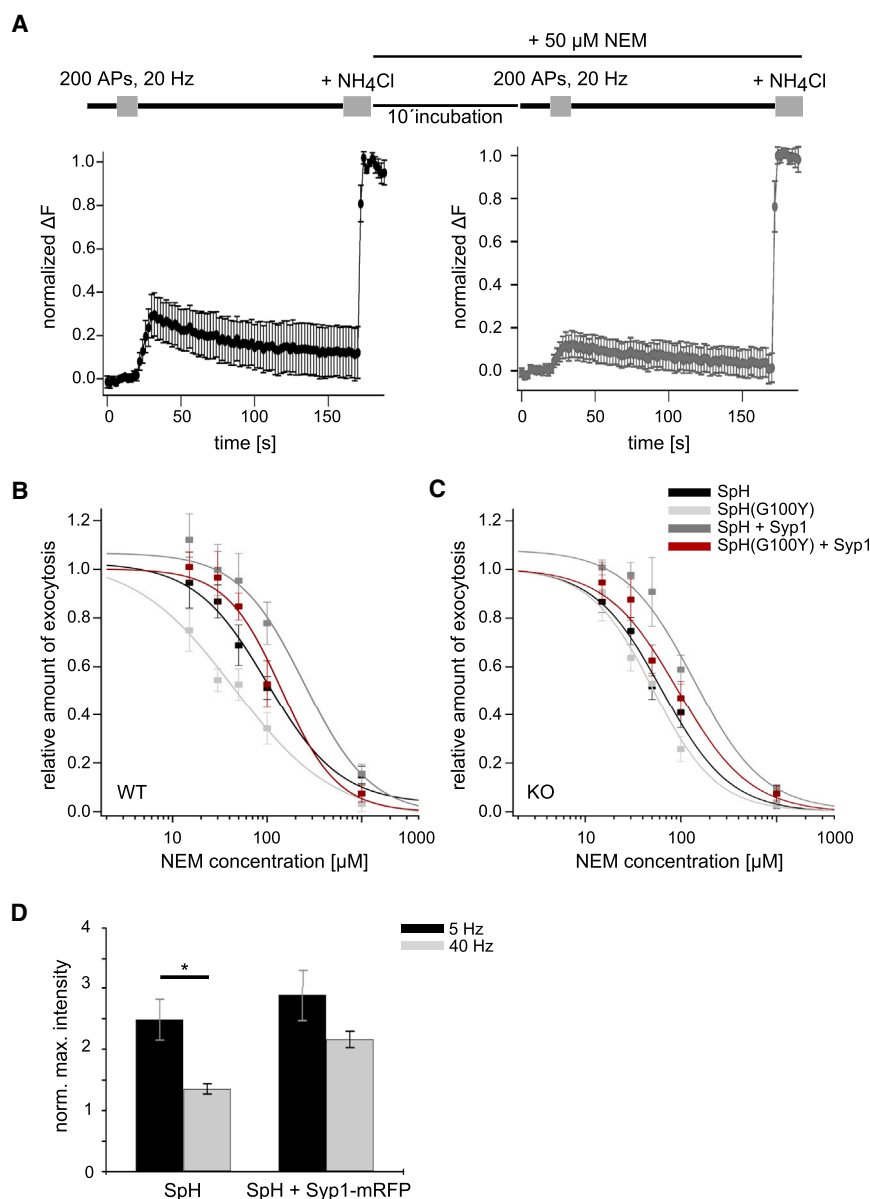 A
+ 50 µM NEM
200 APs, 20 Hz
+ NH4Cl
200 APs, 20 Hz
+ NH4Cl
10´incubation
normalized ΔF
1.0
0.8
0.6
0.4
0.2
0.0
0
50
100
150
time [s]
normalized ΔF
1.0
0.8
0.6
0.4
0.2
0.0
0
50
100
150
time [s]
B
relative amount of exocytosis
1.2
1.0
0.8
0.6
0.4
0.2
0.0
WT
10
100
1000
NEM concentration [µM]
C
SpH
SpH(G100Y)
SpH + Syp1
SpH(G100Y) + Syp1
relative amount of exocytosis
1.2
1.0
0.8
0.6
0.4
0.2
0.0
KO
10
100
1000
NEM concentration [µM]
D
5 Hz
40 Hz
norm. max. intensity
4
3
2
1
0
*
SpH
SpH + Syp1-mRFP